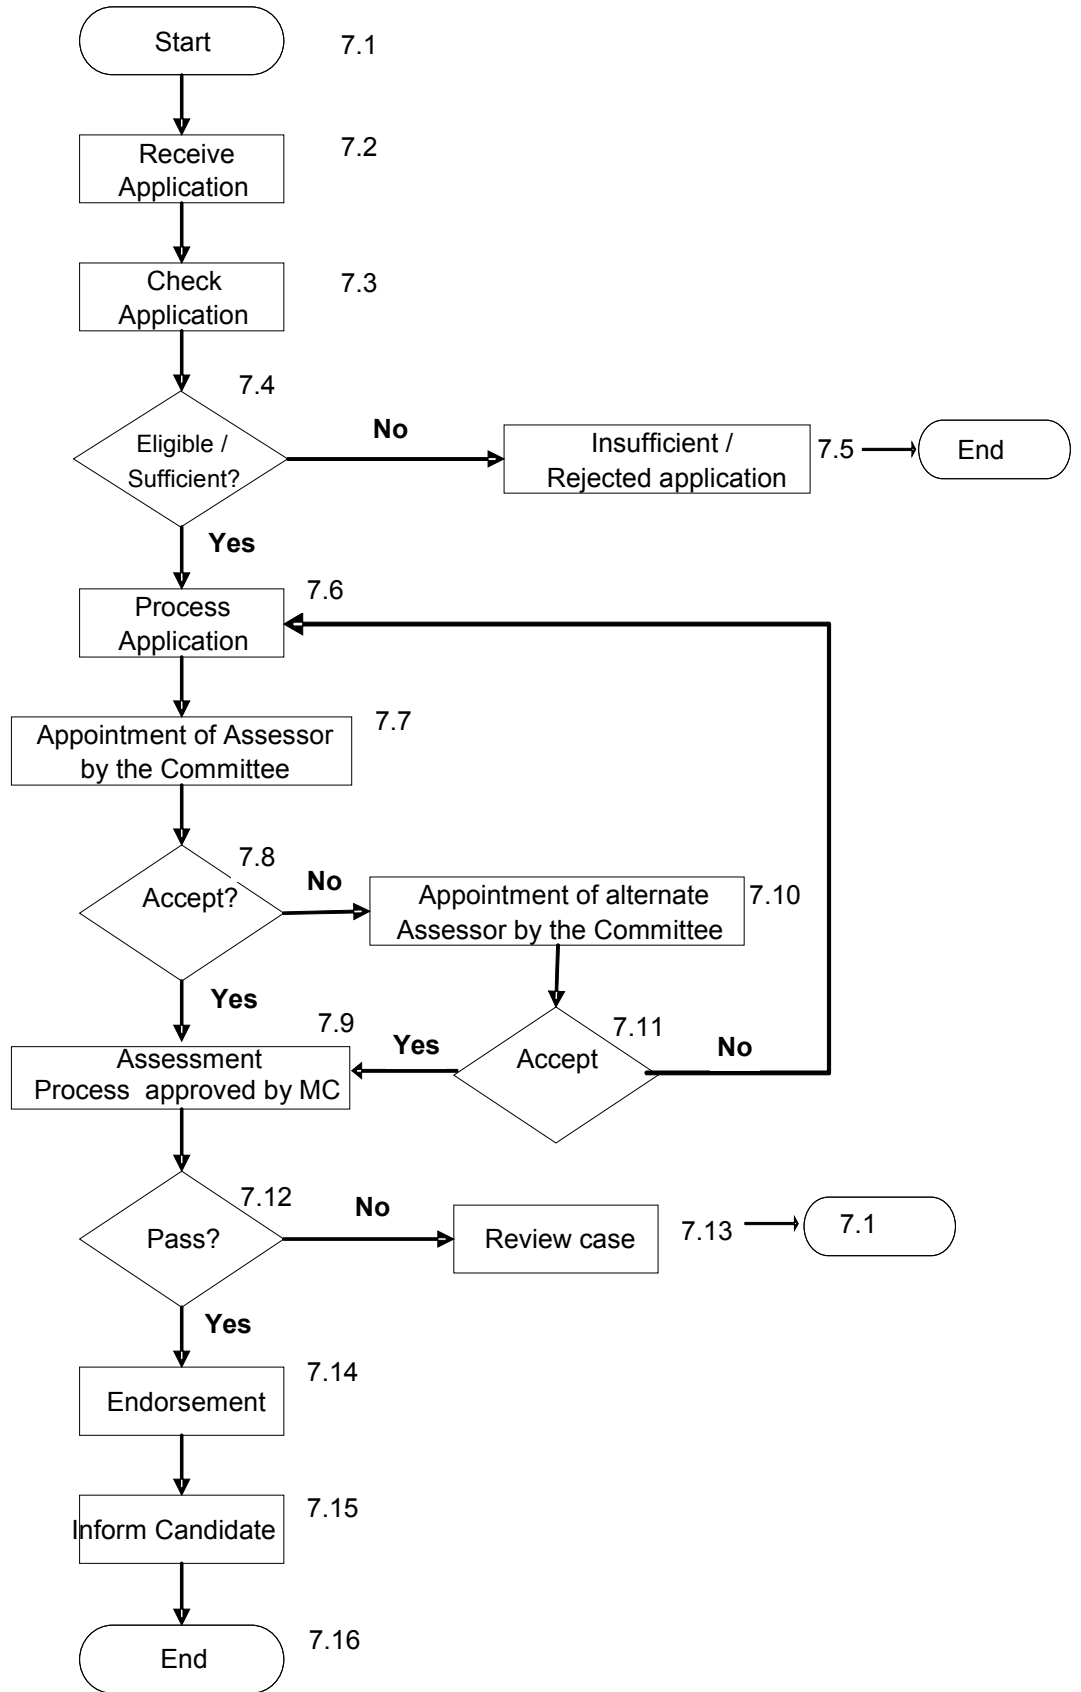 Start
7.1
Receive
Application
7.2
Check
Application
7.3
7.4
Eligible /
Sufficient?
No
Insufficient /
Rejected application
7.5
End
Yes
7.6
Process
Application
7.7
Appointment of Assessor
by the Committee
7.8
Accept?
No
Appointment of alternate
Assessor by the Committee
7.10
Yes
7.9
Assessment
Process approved by MC
Yes
7.11
Accept
No
7.12
Pass?
No
Review case
7.13
7.1
Yes
7.14
Endorsement
7.15
Inform Candidate
End
7.16